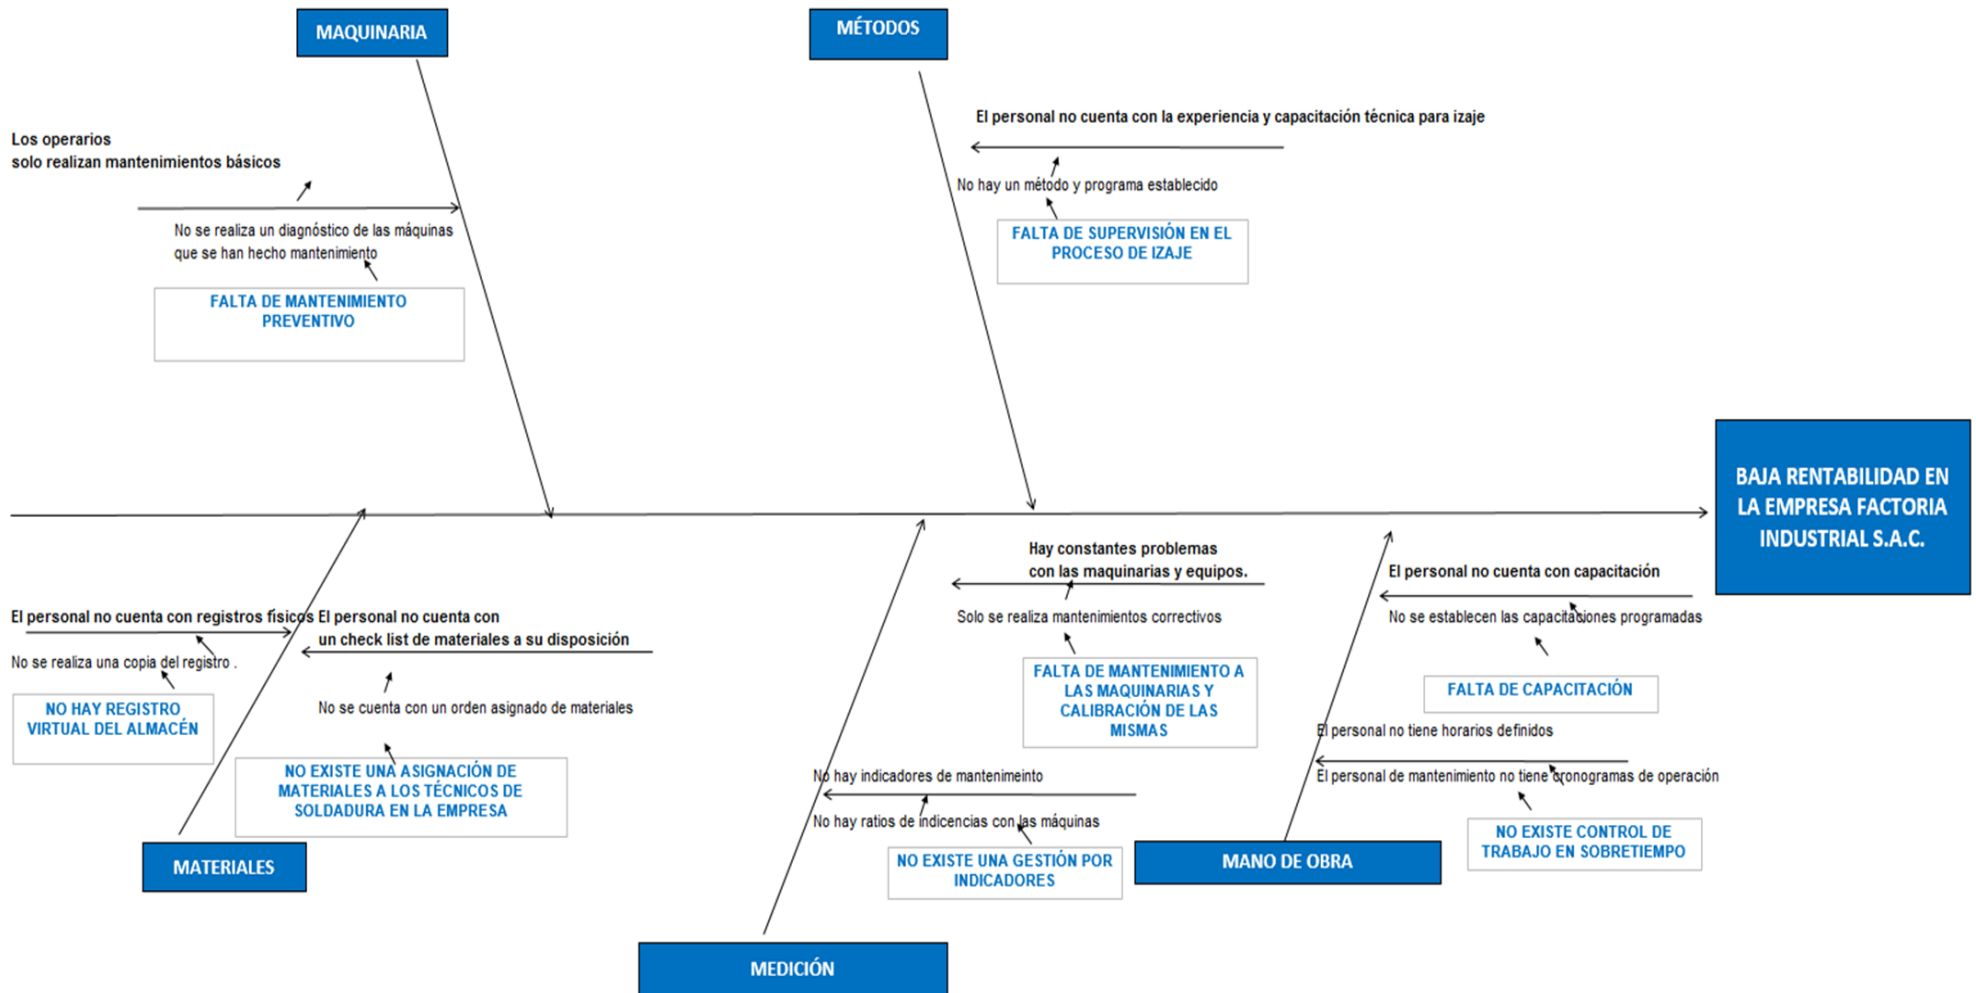 MAQUINARIA
MÉTODOS
El personal no cuenta con la experiencia y capacitación técnica para izaje
Los operarios
solo realizan mantenimientos básicos
No hay un método y programa establecido
No se realiza un diagnóstico de las máquinas
que se han hecho mantenimiento
FALTA DE SUPERVISIÓN EN EL
PROCESO DE IZAJE
FALTA DE MANTENIMIENTO
PREVENTIVO
BAJA RENTABILIDAD EN
LA EMPRESA FACTORIA
INDUSTRIAL S.A.C.
Hay constantes problemas
con las maquinarias y equipos.
El personal no cuenta con capacitación
El personal no cuenta con registros físicos
El personal no cuenta con
un check list de materiales a su disposición
Solo se realiza mantenimientos correctivos
No se establecen las capacitaciones programadas
No se realiza una copia del registro .
FALTA DE MANTENIMIENTO A
LAS MAQUINARIAS Y
CALIBRACIÓN DE LAS
MISMAS
FALTA DE CAPACITACIÓN
NO HAY REGISTRO
VIRTUAL DEL ALMACÉN
No se cuenta con un orden asignado de materiales
El personal no tiene horarios definidos
NO EXISTE UNA ASIGNACIÓN DE
MATERIALES A LOS TÉCNICOS DE
SOLDADURA EN LA EMPRESA
No hay indicadores de mantenimeinto
El personal de mantenimiento no tiene cronogramas de operación
No hay ratios de indicencias con las máquinas
NO EXISTE CONTROL DE
TRABAJO EN SOBRETIEMPO
NO EXISTE UNA GESTIÓN POR
INDICADORES
MATERIALES
MANO DE OBRA
MEDICIÓN